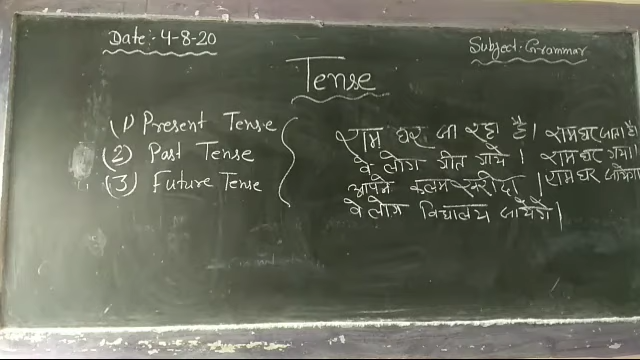 Date:- 4-8-20
Subject:- Grammar
Tense
(1) Present Tense
(2) Past Tense
(3) Future Tense
राम घर जा रहा है। राम घर जाता है
वे लोग गीत गाये। राम घर गया।
आपने कलम खरीदा। राम घर जायेगा
वे लोग विद्यालय जायेंगे।